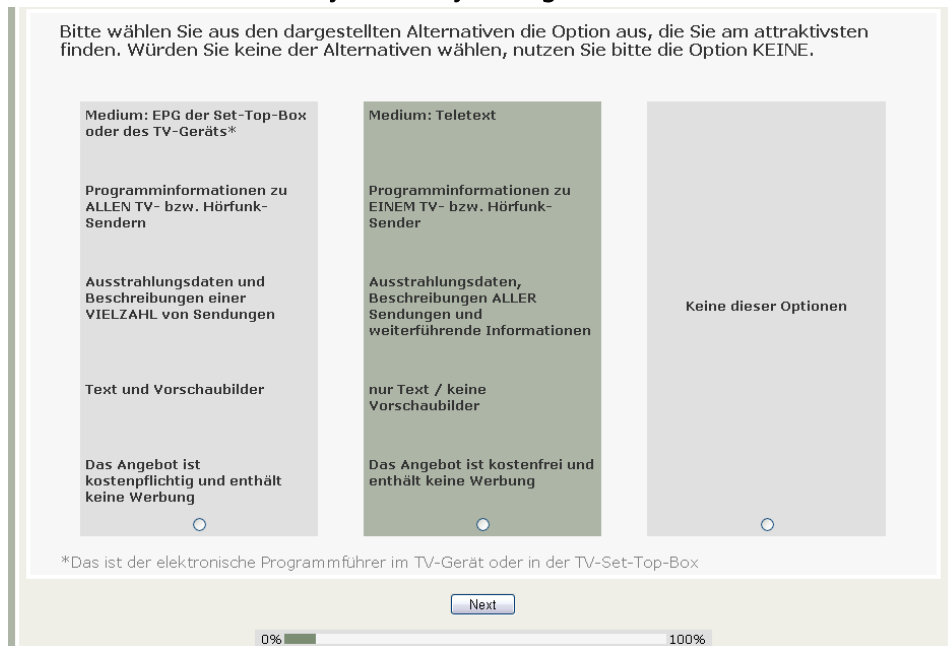 Bitte wählen Sie aus den dargestellten Alternativen die Option aus, die Sie am attraktivsten
finden. Würden Sie keine der Alternativen wählen, nutzen Sie bitte die Option KEINE.
Medium: EPG der Set-Top-Box
oder des TV-Geräts*
Programminformationen zu
ALLEN TV- bzw. Hörfunk-
Sendern
Ausstrahlungsdaten und
Beschreibungen einer
VIELZAHL von Sendungen
Text und Vorschaubilder
Das Angebot ist
kostenpflichtig und enthält
keine Werbung
Medium: Teletext
Programminformationen zu
EINEM TV- bzw. Hörfunk-
Sender
Ausstrahlungsdaten,
Beschreibungen ALLER
Sendungen und
weiterführende Informationen
nur Text / keine
Vorschaubilder
Das Angebot ist kostenfrei und
enthält keine Werbung
Keine dieser Optionen
*Das ist der elektronische Programmführer im TV-Gerät oder in der TV-Set-Top-Box
Next
0% 100%